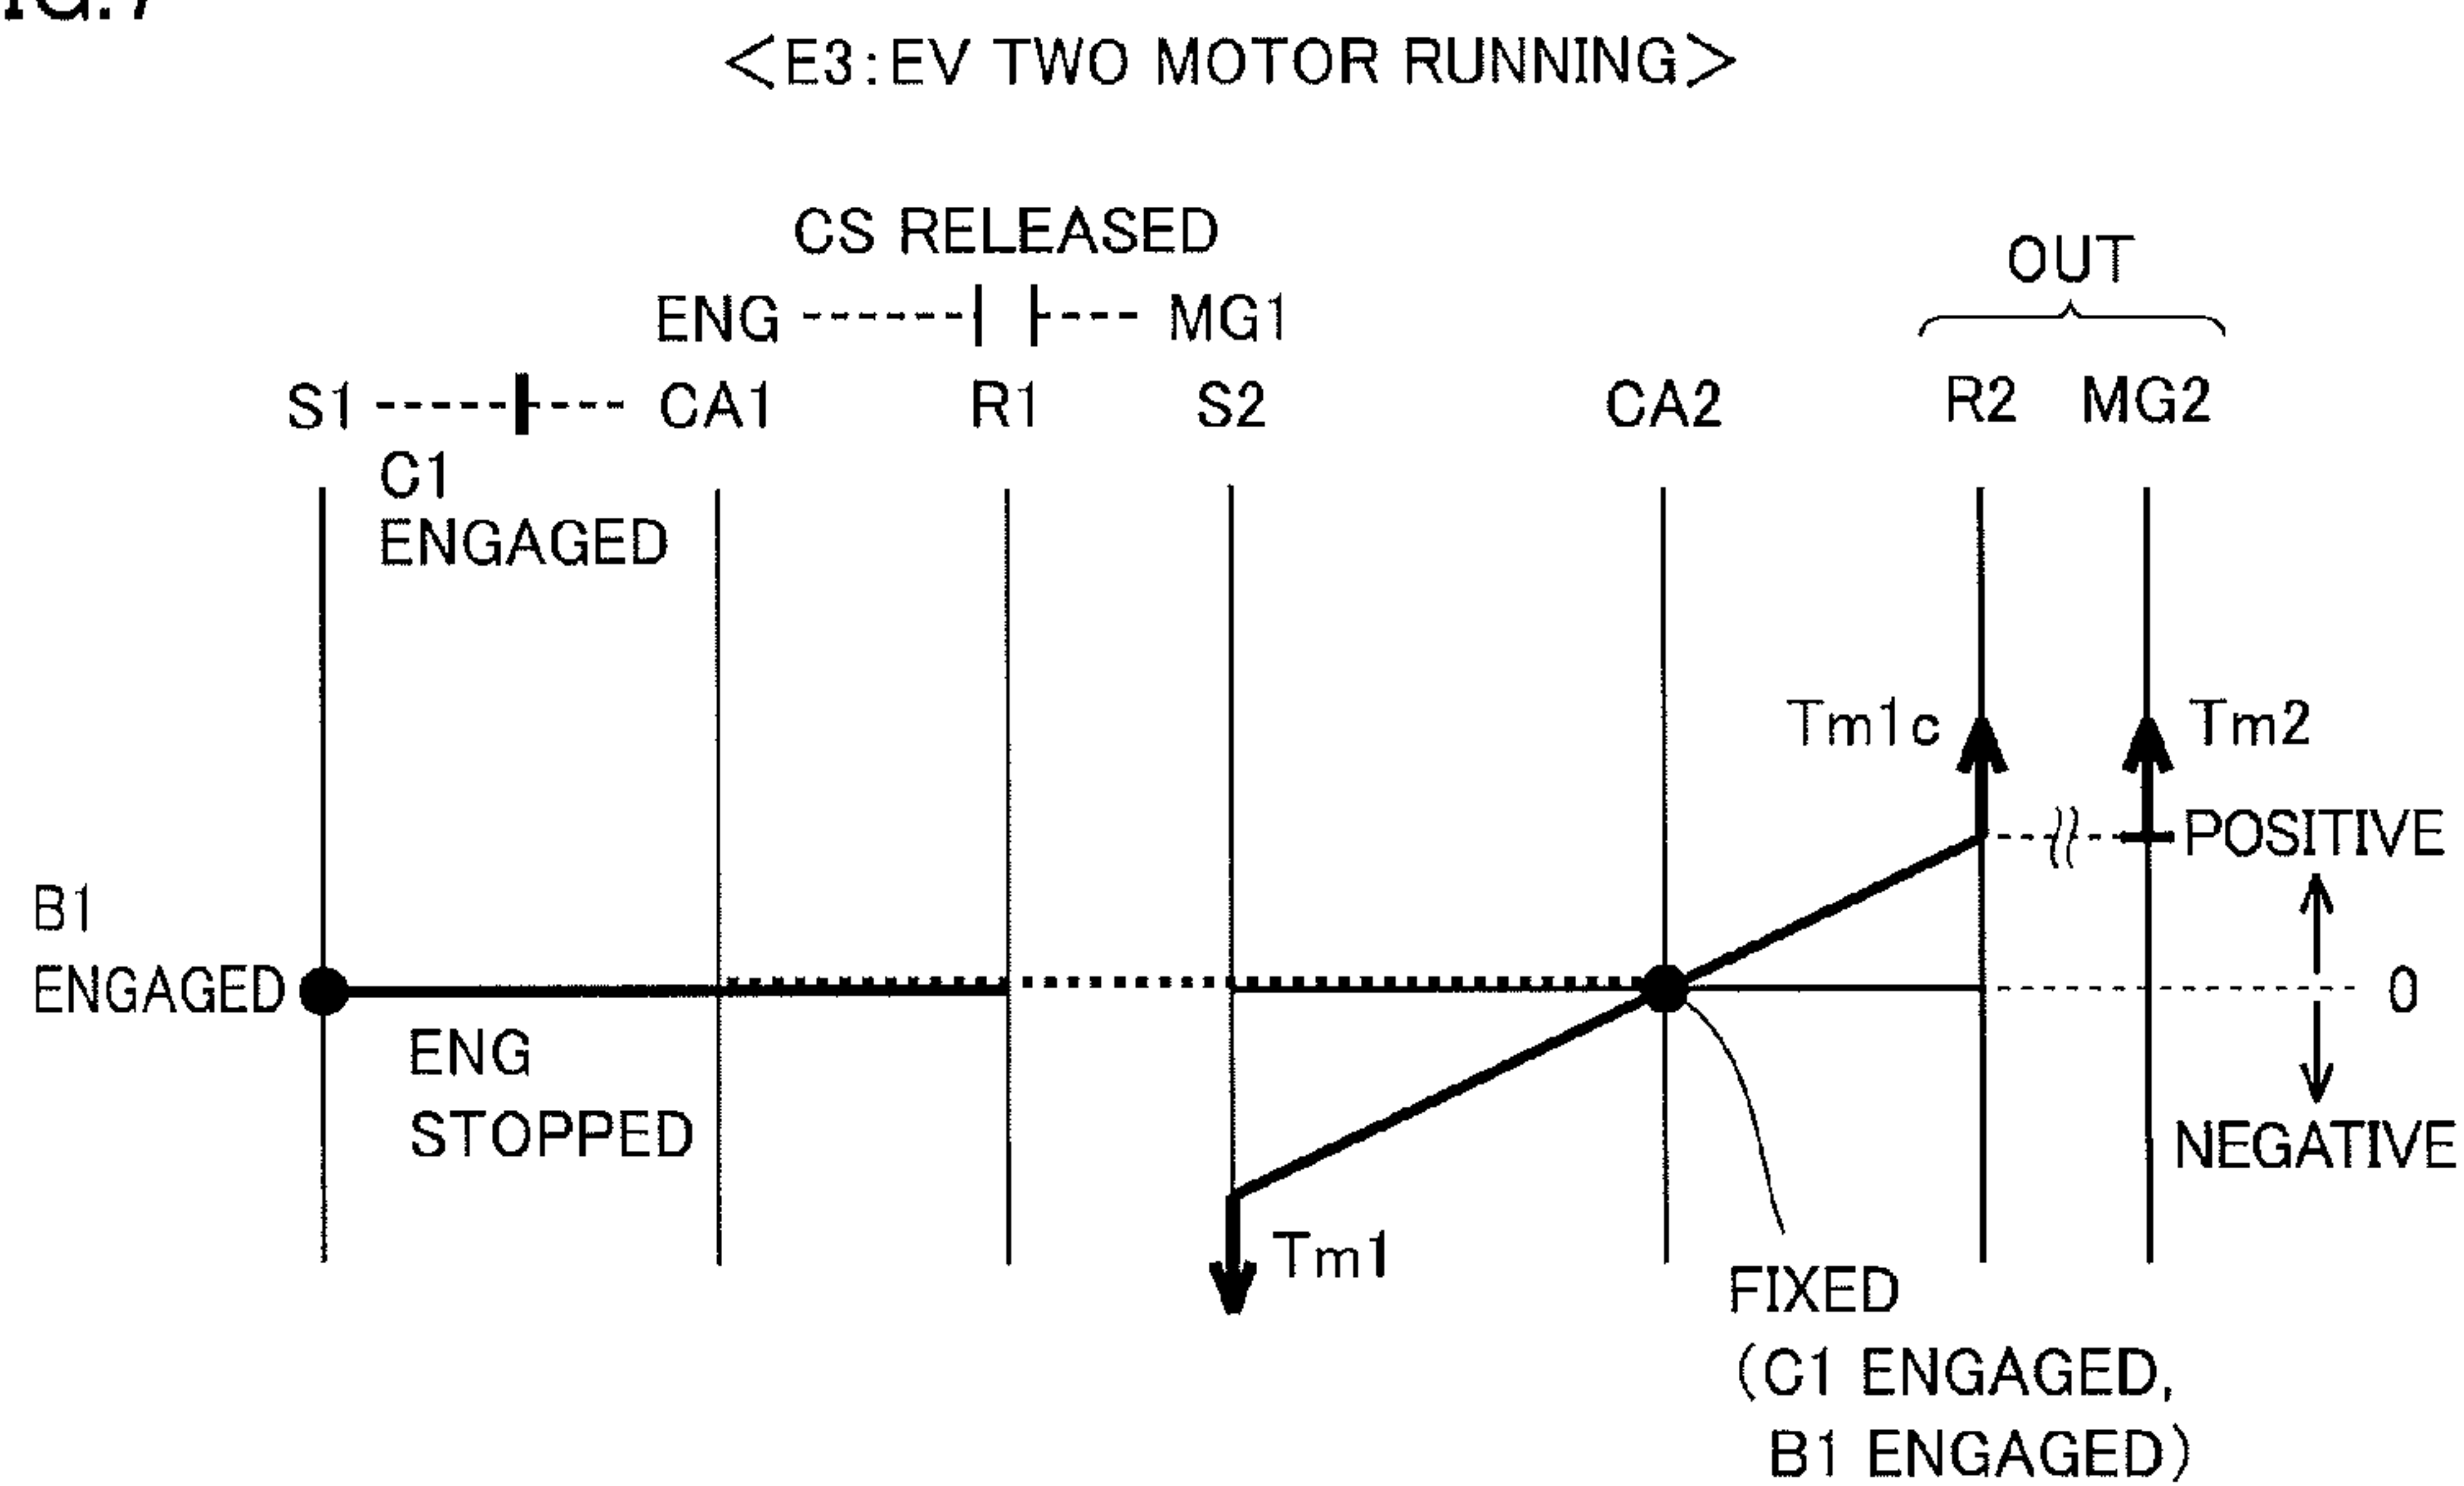 <E3:EV TWO MOTOR RUNNING>
CS RELEASED
OUT
ENG MG1
S1 CA1 R1 S2 CA2 R2 MG2
C1
ENGAGED
Tm1c Tm2
POSITIVE
B1
ENGAGED
0
ENG
STOPPED
NEGATIVE
Tm1
FIXED
(C1 ENGAGED,
B1 ENGAGED)